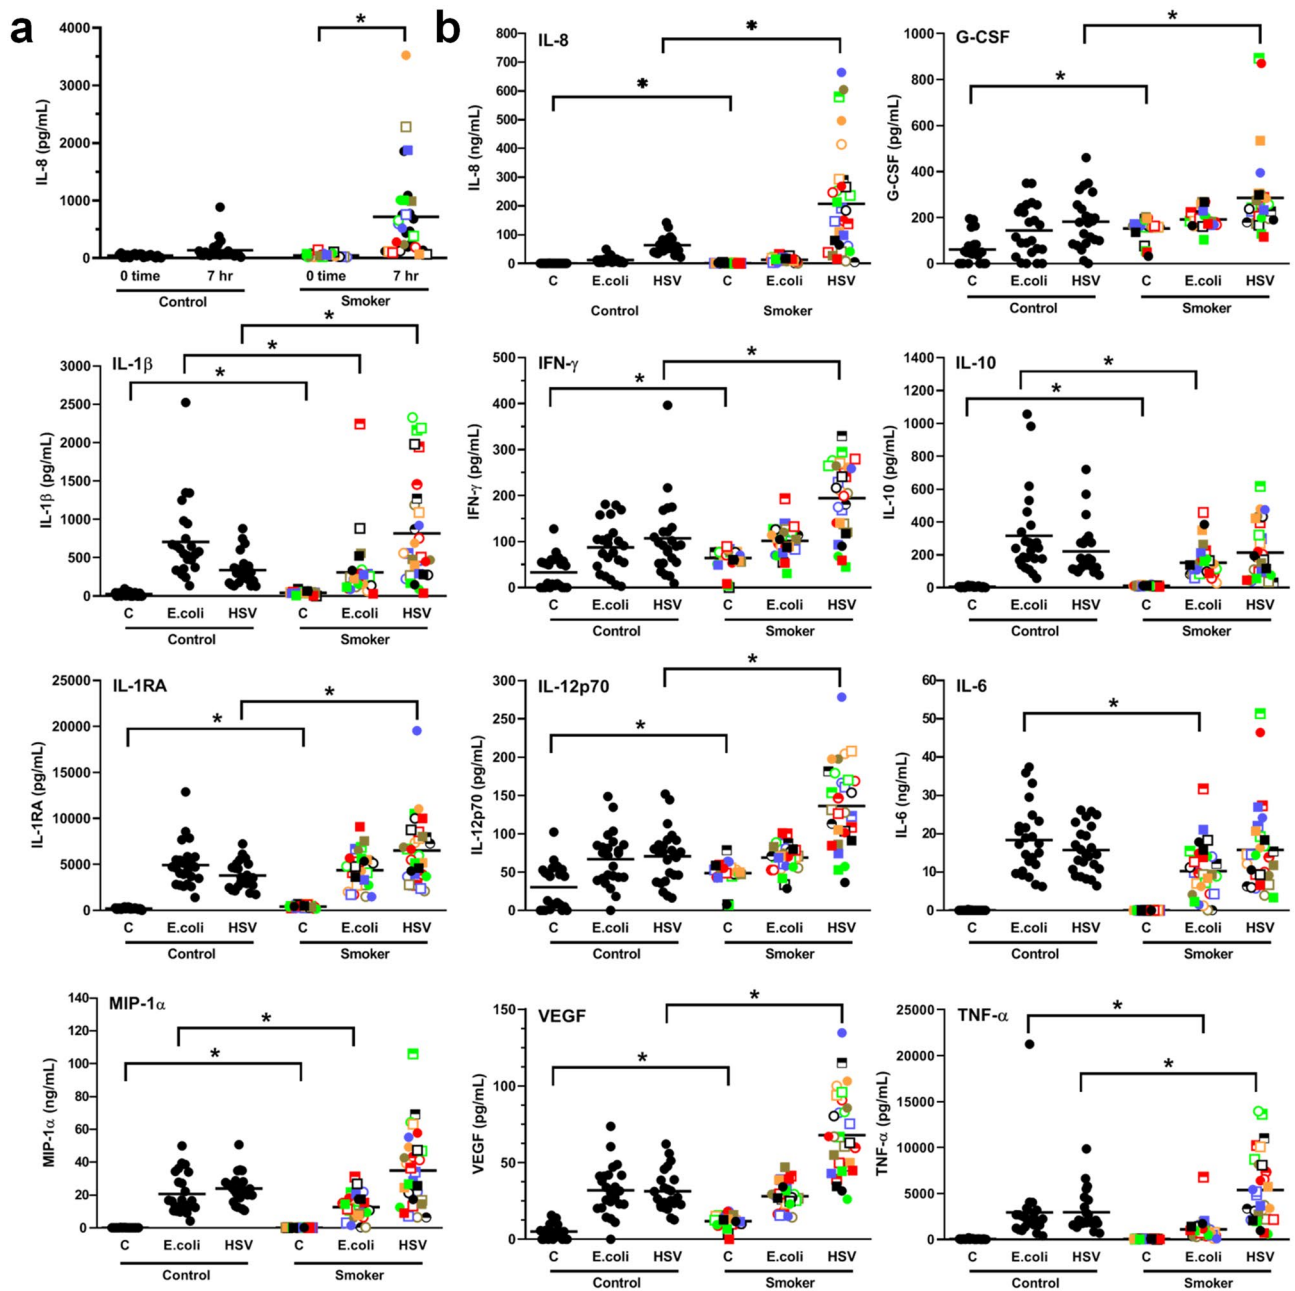 a
b
*
4000
3000
2000
1000
0
IL-8 (pg/mL)
0 time
7 hr
0 time
7 hr
Control
Smoker
IL-8
*
*
800
700
600
500
400
300
200
100
0
IL-8 (ng/mL)
C
E.coli
HSV
C
E.coli
HSV
Control
Smoker
G-CSF
*
*
1000
800
600
400
200
0
G-CSF (pg/mL)
C
E.coli
HSV
C
E.coli
HSV
Control
Smoker
IL-1β
*
*
*
3000
2500
2000
1500
1000
500
0
IL-1β (pg/mL)
C
E.coli
HSV
C
E.coli
HSV
Control
Smoker
IFN-γ
*
*
500
400
300
200
100
0
IFN-γ (pg/mL)
C
E.coli
HSV
C
E.coli
HSV
Control
Smoker
IL-10
*
*
1400
1200
1000
800
600
400
200
0
IL-10 (pg/mL)
C
E.coli
HSV
C
E.coli
HSV
Control
Smoker
IL-1RA
*
*
25000
20000
15000
10000
5000
0
IL-1RA (pg/mL)
C
E.coli
HSV
C
E.coli
HSV
Control
Smoker
IL-12p70
*
*
300
250
200
150
100
50
0
IL-12p70 (pg/mL)
C
E.coli
HSV
C
E.coli
HSV
Control
Smoker
IL-6
*
60
50
40
30
20
10
0
IL-6 (ng/mL)
C
E.coli
HSV
C
E.coli
HSV
Control
Smoker
MIP-1α
*
*
140
120
100
80
60
40
20
0
MIP-1α (ng/mL)
C
E.coli
HSV
C
E.coli
HSV
Control
Smoker
VEGF
*
*
150
100
50
0
VEGF (pg/mL)
C
E.coli
HSV
C
E.coli
HSV
Control
Smoker
TNF-α
*
*
25000
20000
15000
10000
5000
0
TNF-α (pg/mL)
C
E.coli
HSV
C
E.coli
HSV
Control
Smoker